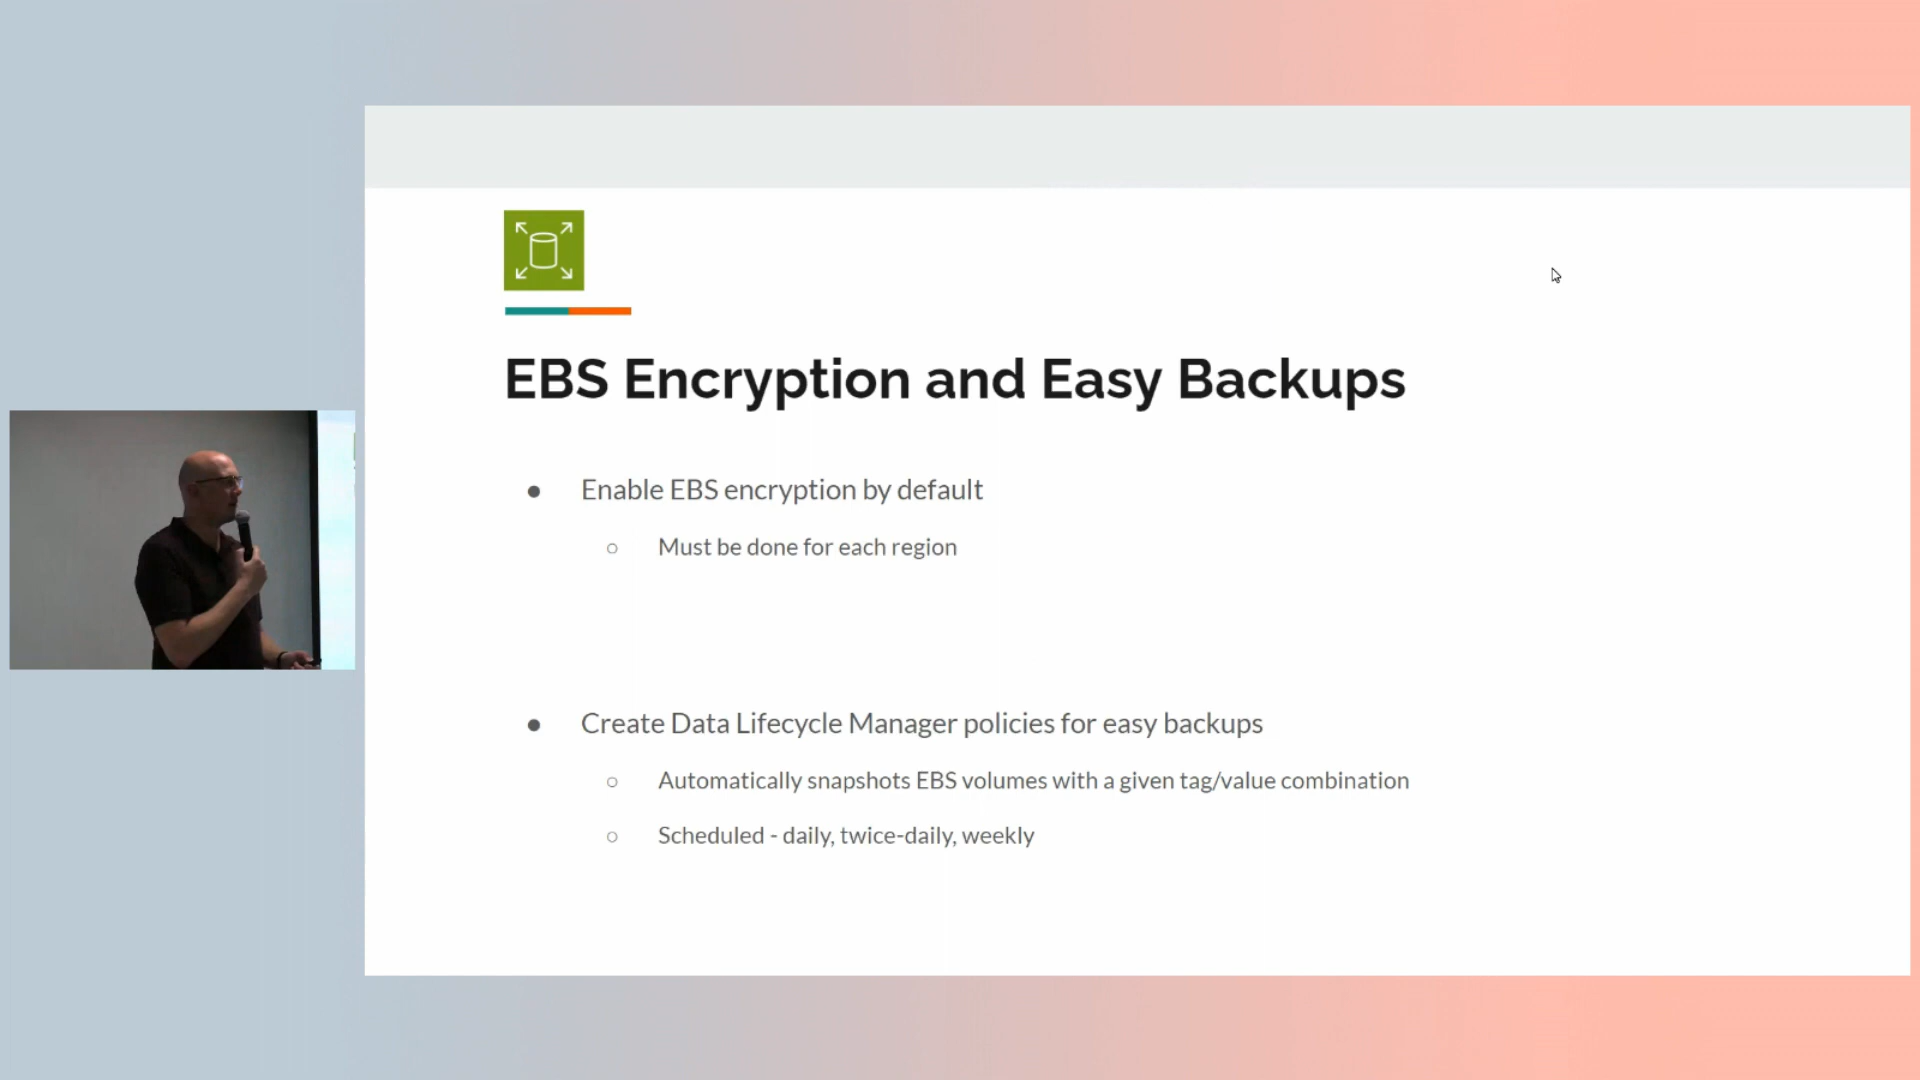 EBS Encryption and Easy Backups
● Enable EBS encryption by default
○ Must be done for each region
● Create Data Lifecycle Manager policies for easy backups
○ Automatically snapshots EBS volumes with a given tag/value combination
○ Scheduled - daily, twice-daily, weekly